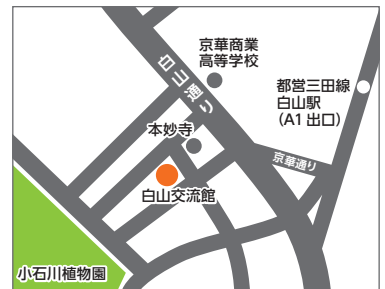 京華商業
高等学校
白山通り
都営三田線
白山駅
（A1 出口）
本妙寺
京華通り
白山交流館
小石川植物園